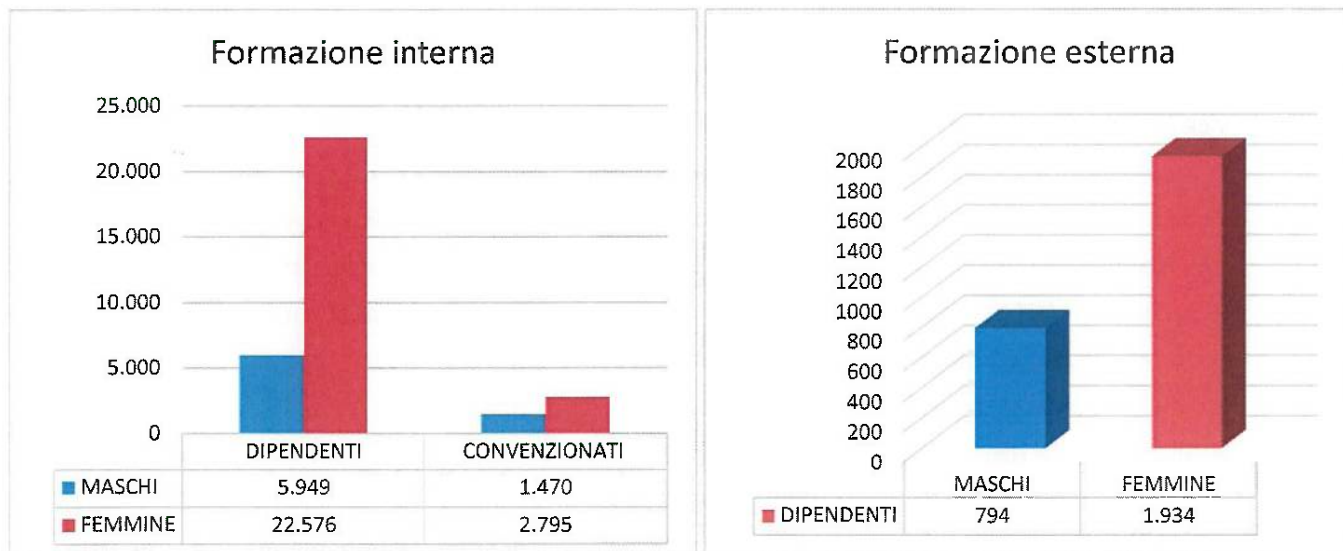 Formazione interna
25.000
20.000
15.000
10.000
5.000
0
DIPENDENTI CONVENZIONATI
MASCHI 5.949 1.470
FEMMINE 22.576 2.795
Formazione esterna
2000
1800
1600
1400
1200
1000
800
600
400
200
0
MASCHI FEMMINE
DIPENDENTI 794 1.934